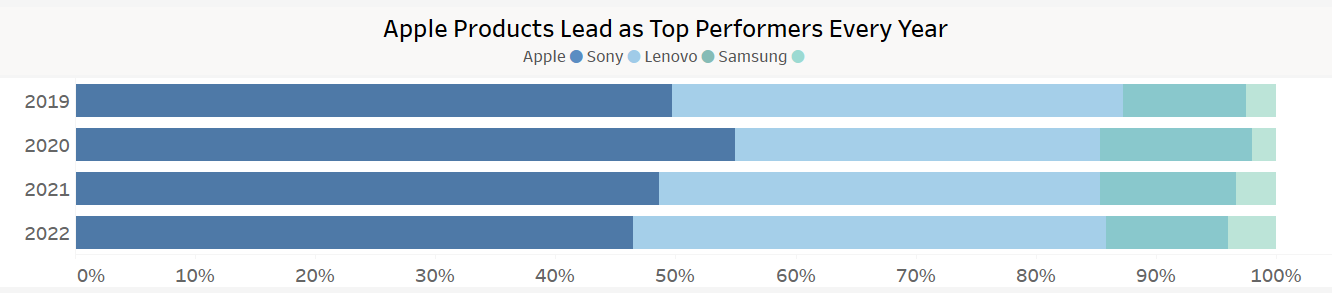 Apple Products Lead as Top Performers Every Year
Apple Sony Lenovo Samsung
2019
2020
2021
2022
0% 10% 20% 30% 40% 50% 60% 70% 80% 90% 100%